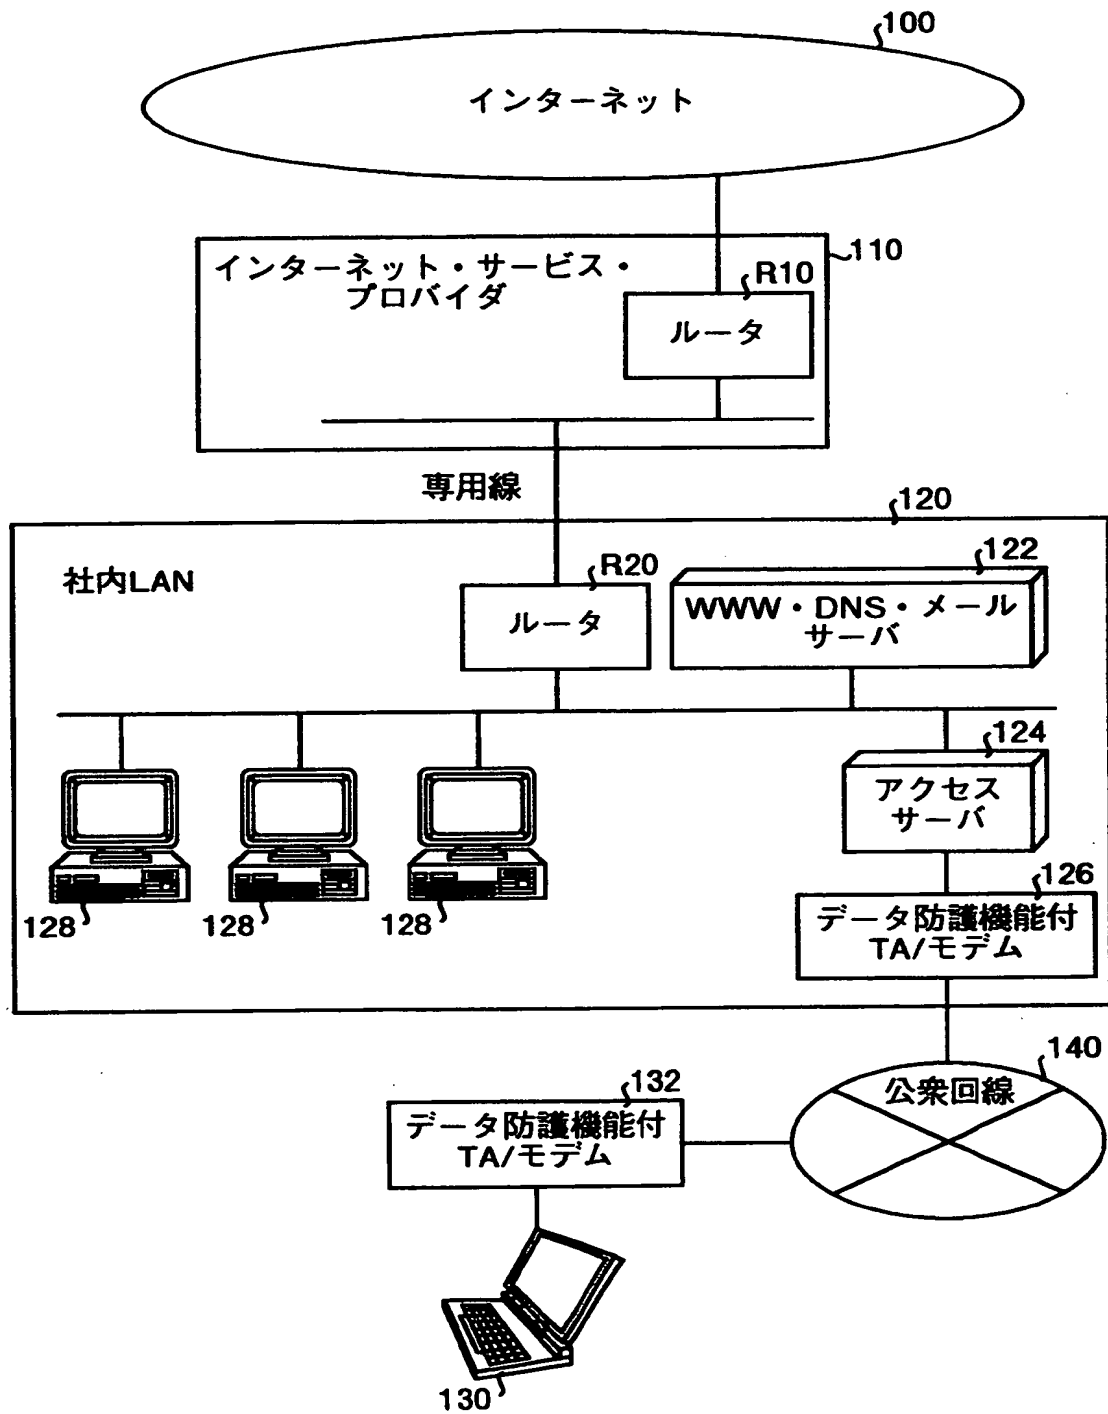 100
インターネット
110
インターネット・サービス・
プロバイダ
R10
ルータ
専用線
120
社内LAN
R20
ルータ
122
WWW・DNS・メール
サーバ
124
アクセス
サーバ
126
データ防護機能付
TA/モデム
128
128
128
140
公衆回線
132
データ防護機能付
TA/モデム
130